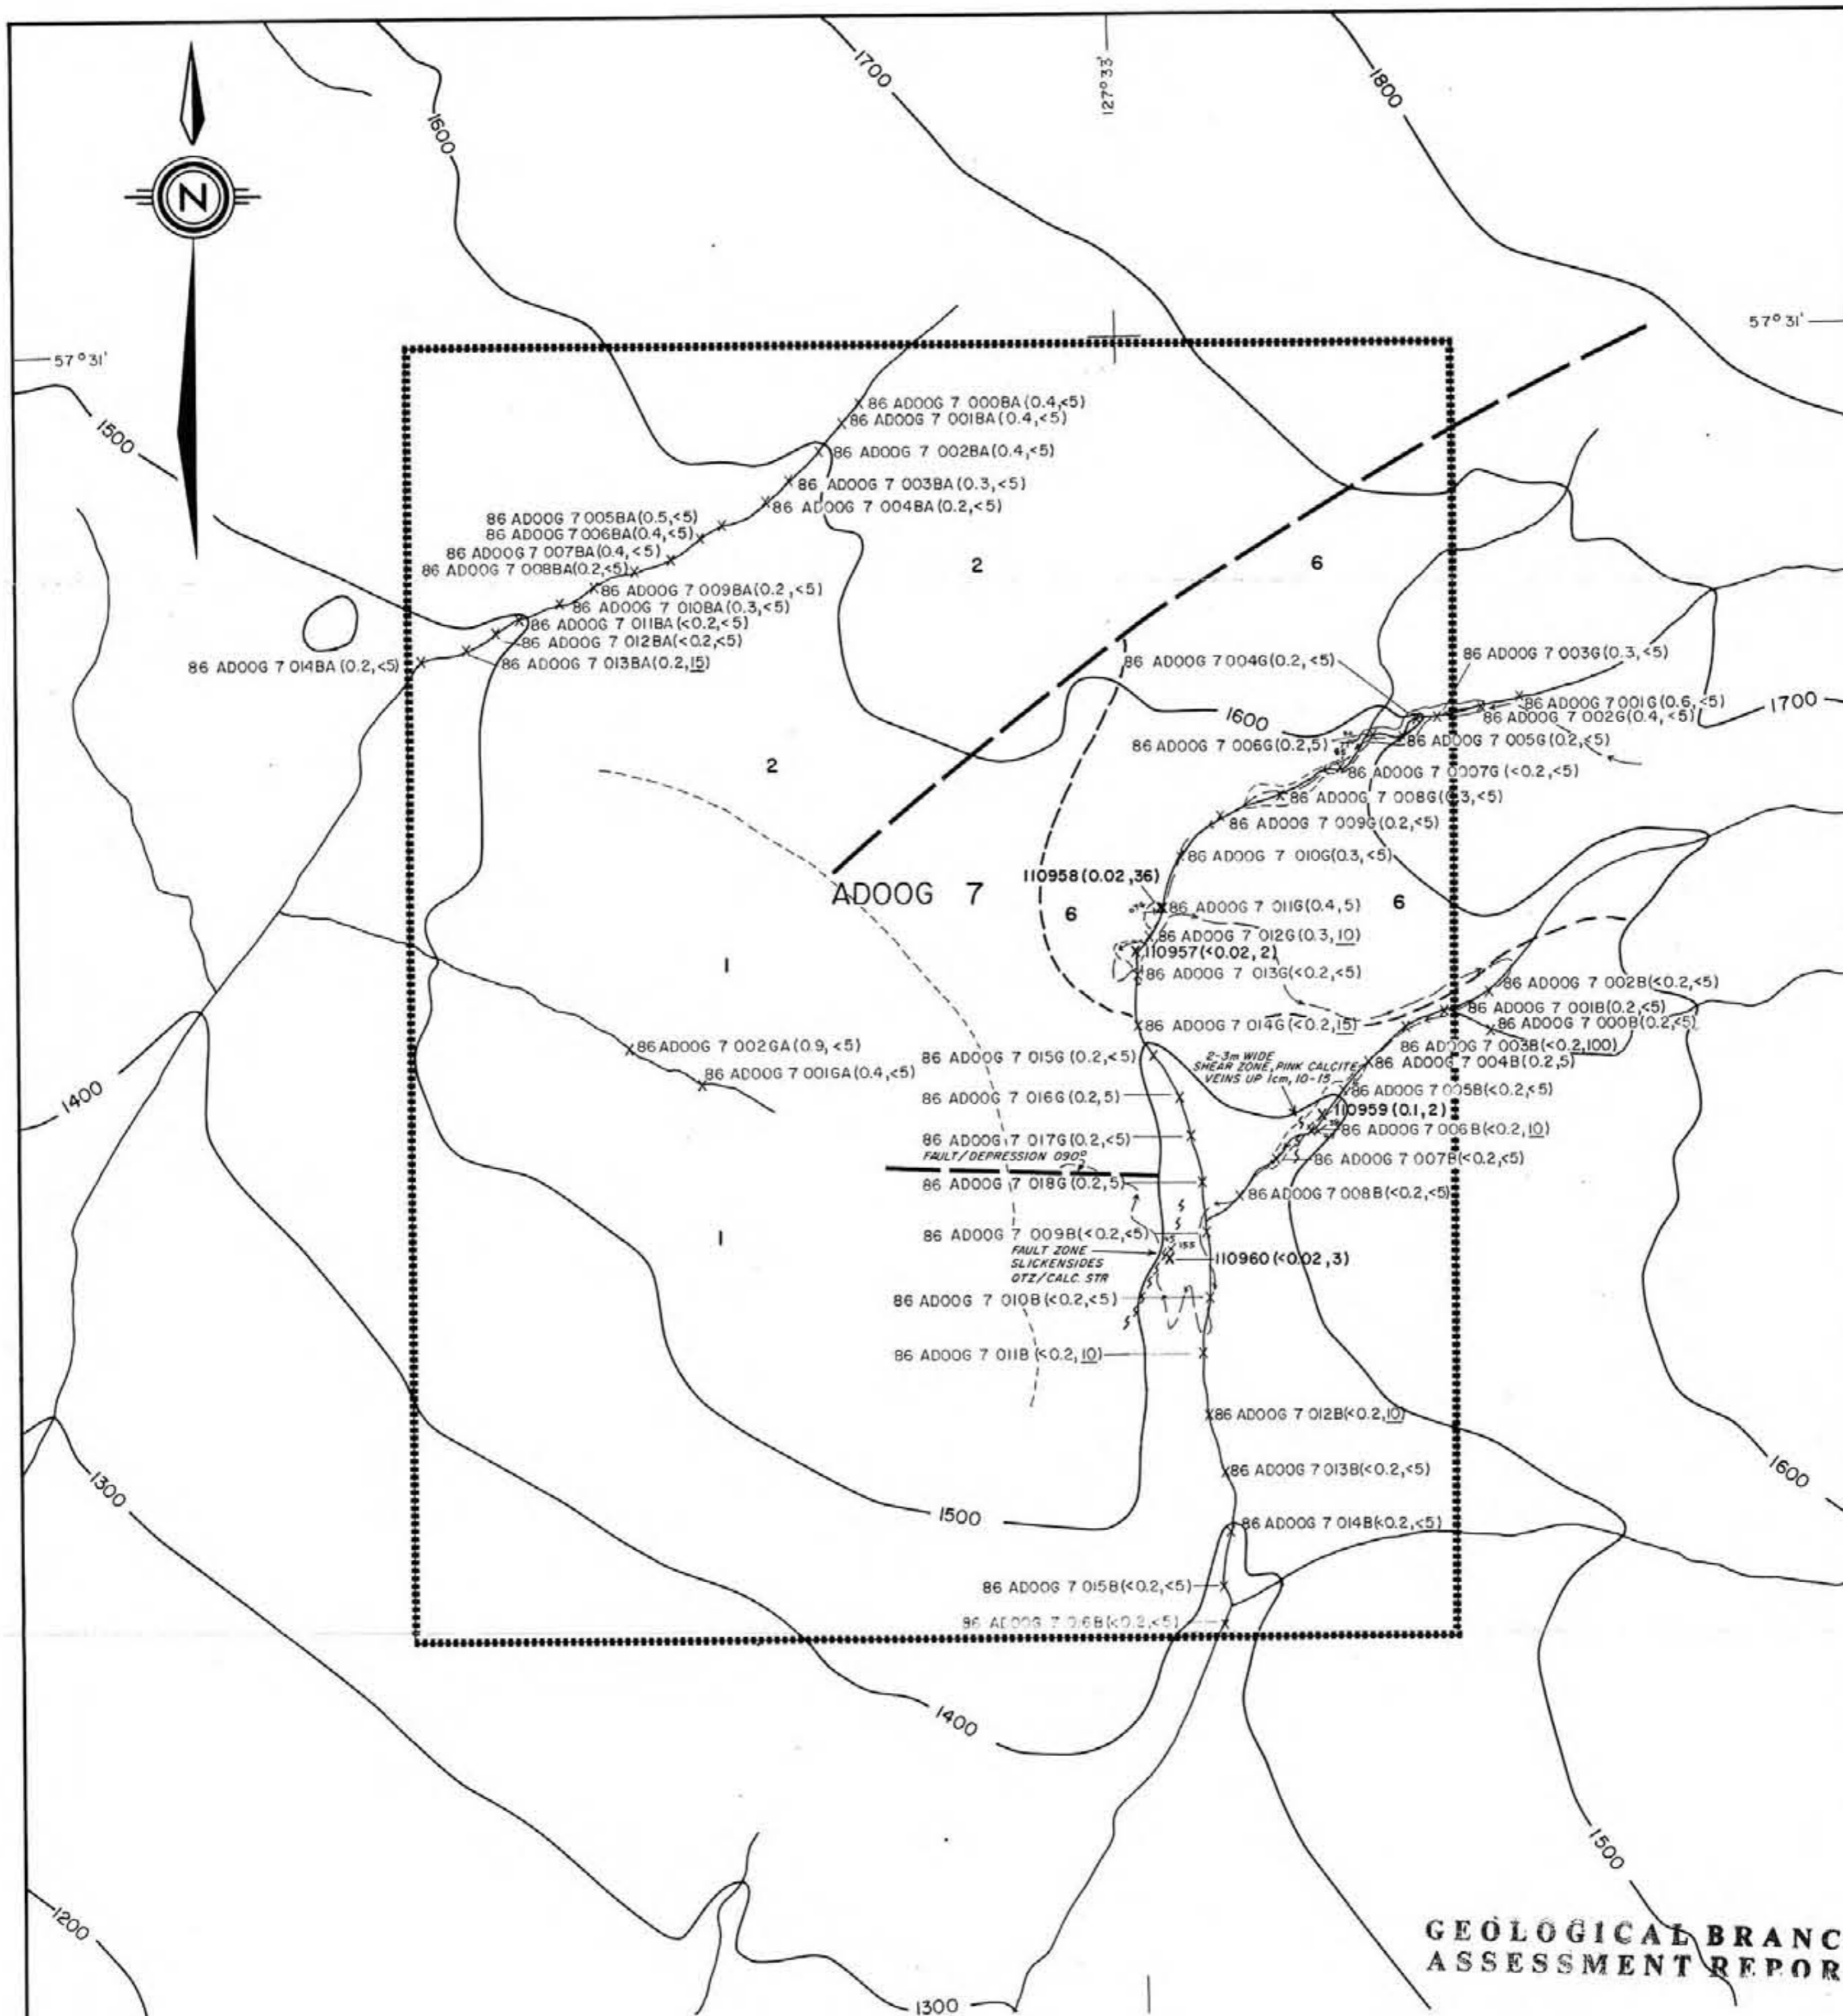 1700
127° 33'
1800
1600
N
57° 31'
57° 31'
1500
86 ADOOG 7 000BA(0.4,<5)
86 ADOOG 7 001BA(0.4,<5)
86 ADOOG 7 002BA(0.4,<5)
86 ADOOG 7 003BA(0.3,<5)
86 ADOOG 7 004BA(0.2,<5)
86 ADOOG 7 005BA(0.5,<5)
86 ADOOG 7 006BA(0.4,<5)
86 ADOOG 7 007BA(0.4,<5)
86 ADOOG 7 008BA(0.2,<5)
86 ADOOG 7 009BA(0.2,<5)
86 ADOOG 7 010BA(0.3,<5)
86 ADOOG 7 011BA(<0.2,<5)
86 ADOOG 7 012BA(<0.2,<5)
86 ADOOG 7 013BA(0.2,15)
86 ADOOG 7 014BA(0.2,<5)
2
6
86 ADOOG 7 004G(0.2,<5)
86 ADOOG 7 003G(0.3,<5)
86 ADOOG 7 001G(0.6,<5)
86 ADOOG 7 002G(0.4,<5)
1700
1600
86 ADOOG 7 006G(0.2,5)
86 ADOOG 7 005G(0.2,<5)
86 ADOOG 7 0007G(<0.2,<5)
2
86 ADOOG 7 008G(0.3,<5)
86 ADOOG 7 009G(0.2,<5)
86 ADOOG 7 010G(0.3,<5)
110958(0.02,36)
ADOOG 7
6
86 ADOOG 7 011G(0.4,5)
6
86 ADOOG 7 012G(0.3,10)
110957(<0.02,2)
86 ADOOG 7 013G(<0.2,<5)
1
86 ADOOG 7 002B(<0.2,<5)
86 ADOOG 7 001B(0.2,<5)
86 ADOOG 7 000B(0.2,<5)
86 ADOOG 7 014G(<0.2,15)
86 ADOOG 7 003B(<0.2,100)
86 ADOOG 7 002GA(0.9,<5)
86 ADOOG 7 001GA(0.4,<5)
86 ADOOG 7 015G(0.2,<5)
2-3m WIDE
SHEAR ZONE, PINK CALCITE
VEINS UP 1cm, 10-15
86 ADOOG 7 004B(0.2,5)
86 ADOOG 7 005B(<0.2,<5)
1400
86 ADOOG 7 016G(0.2,5)
110959(0.1,2)
86 ADOOG 7 006B(<0.2,10)
86 ADOOG 7 017G(0.2,<5)
FAULT/DEPRESSION 090°
86 ADOOG 7 007B(<0.2,<5)
86 ADOOG 7 018G(0.2,5)
86 ADOOG 7 008B(<0.2,<5)
86 ADOOG 7 009B(<0.2,<5)
155
1
FAULT ZONE
SLICKENSIDES
QTZ/CALC. STR
110960(<0.02,3)
86 ADOOG 7 010B(<0.2,<5)
86 ADOOG 7 011B(<0.2,10)
86 ADOOG 7 012B(<0.2,10)
86 ADOOG 7 013B(<0.2,<5)
1600
1300
1500
86 ADOOG 7 014B(<0.2,<5)
86 ADOOG 7 015B(<0.2,<5)
86 ADOOG 7 016B(<0.2,<5)
1400
1500
1200
GEOLOGICAL BRANC
ASSESSMENT REPOR
1300